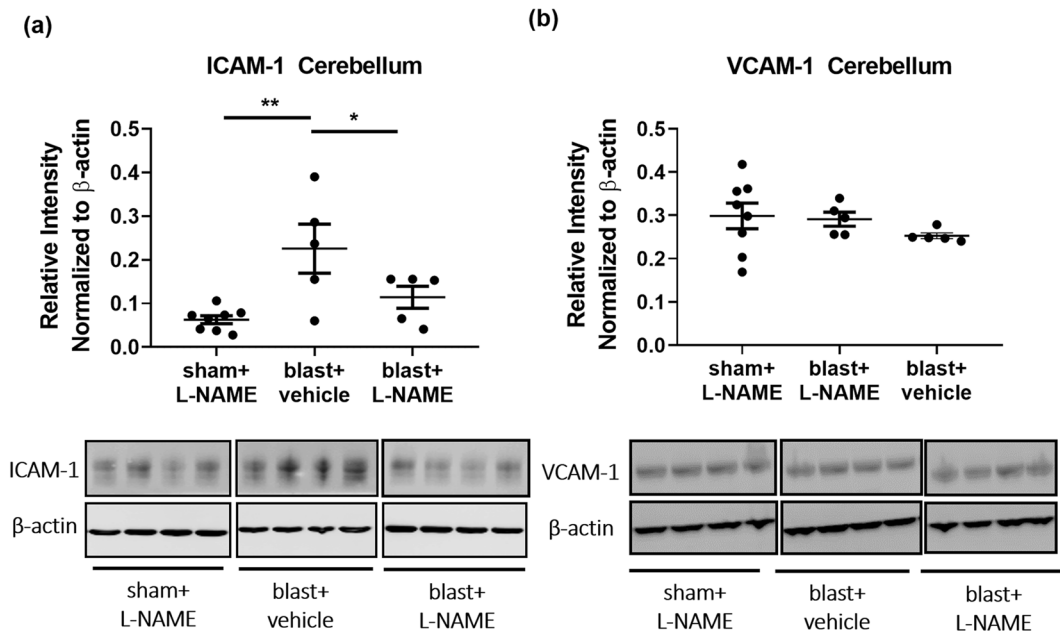 (a)
ICAM-1 Cerebellum
Relative Intensity
Normalized to β-actin
** 
*
0.5
0.4
0.3
0.2
0.1
0.0
sham+ blast+ blast+
L-NAME vehicle L-NAME
ICAM-1
β-actin
sham+ blast+ blast+
L-NAME vehicle L-NAME
(b)
VCAM-1 Cerebellum
Relative Intensity
Normalized to β-actin
0.5
0.4
0.3
0.2
0.1
0.0
sham+ blast+ blast+
L-NAME L-NAME vehicle
VCAM-1
β-actin
sham+ blast+ blast+
L-NAME vehicle L-NAME